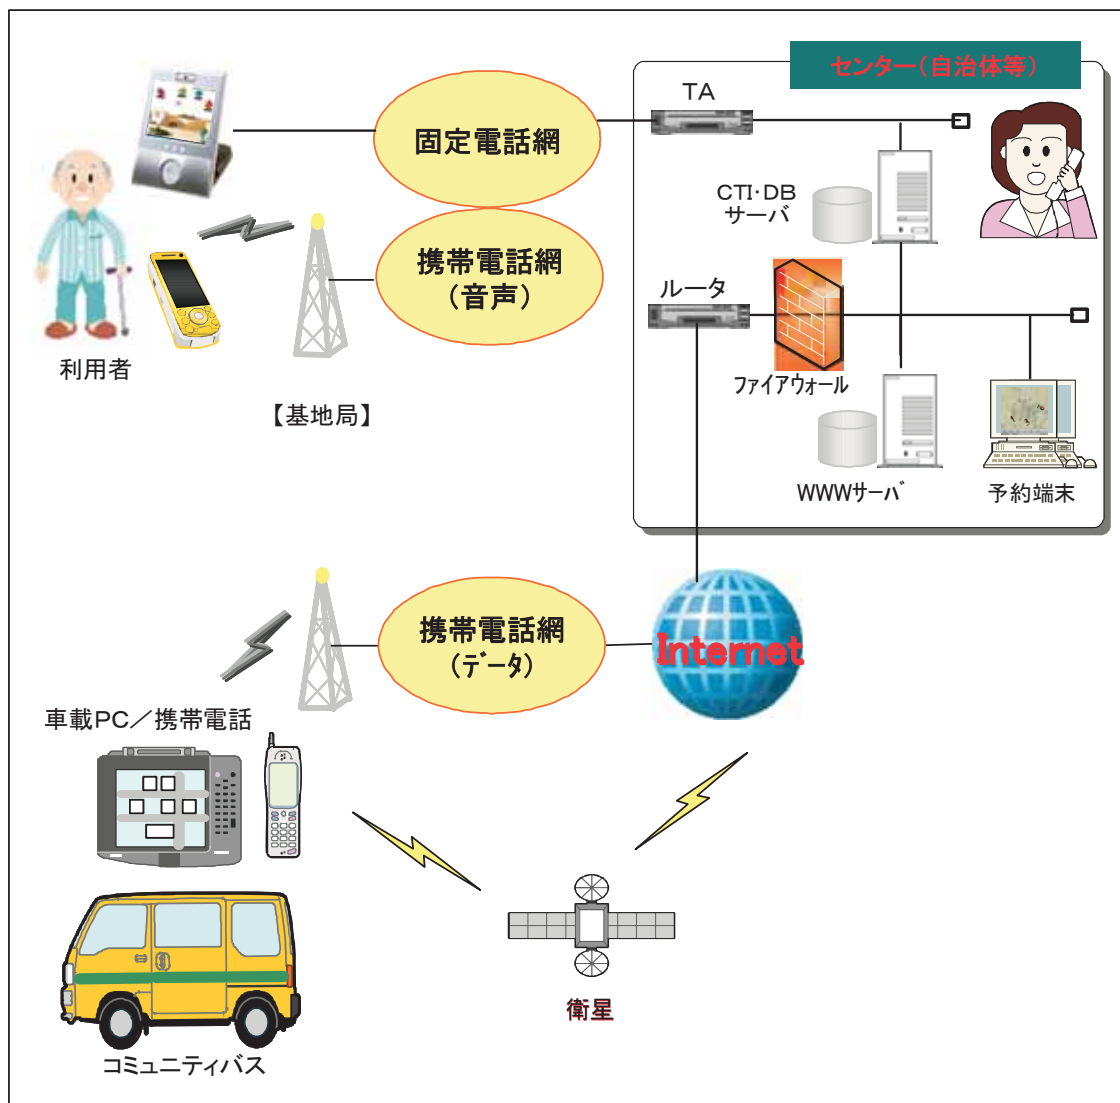 センター(自治体等)
TA
固定電話網
CTI・DB
サーバ
携帯電話網
(音声)
ルータ
利用者
ファイアウォール
【基地局】
WWWサーバ
予約端末
携帯電話網
(データ)
Internet
車載PC/携帯電話
衛星
コミュニティバス